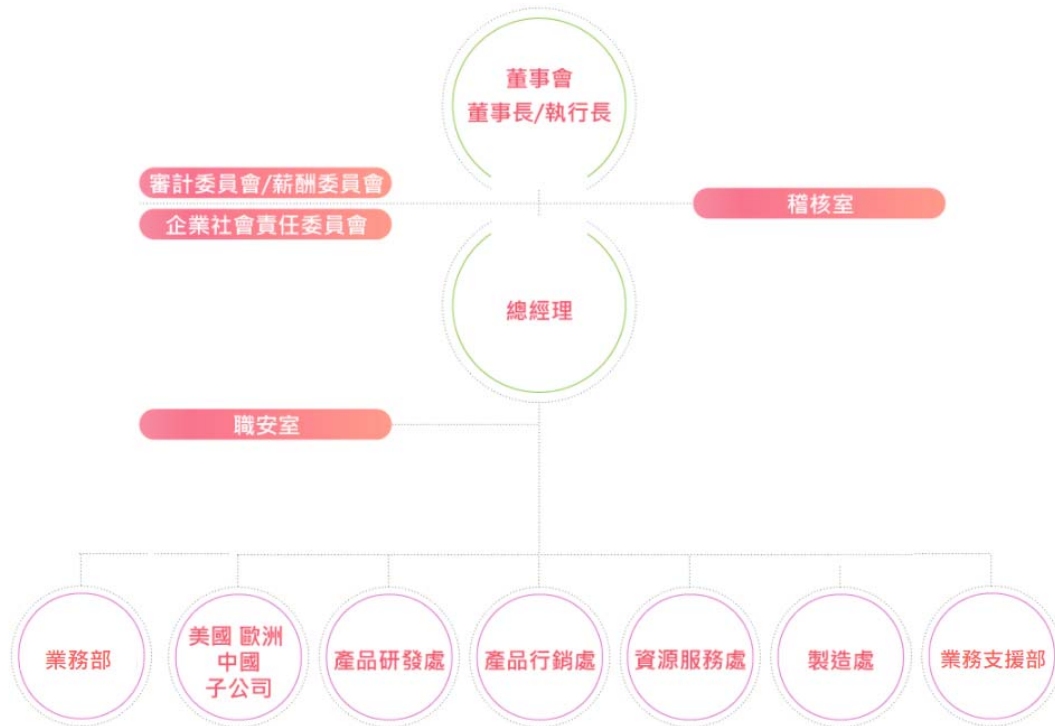 董事會
董事長/執行長
審計委員會/薪酬委員會
稽核室
企業社會責任委員會
總經理
職安室
業務部
美國 歐洲
中國
子公司
產品研發處
產品行銷處
資源服務處
製造處
業務支援部